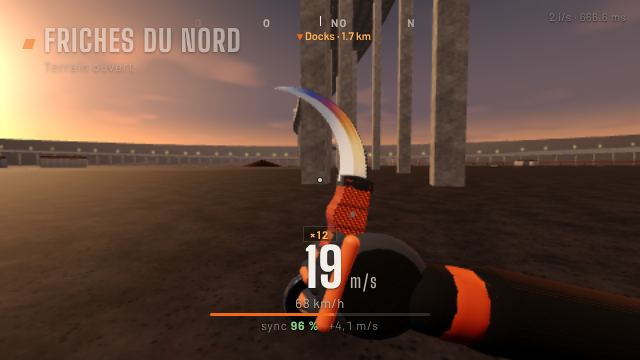 O NO N
Docks · 1.7 km
FRICHES DU NORD
Terrain ouvert
666.6 ms
×12
19 m/s
68 km/h
sync 96 % +4,1 m/s